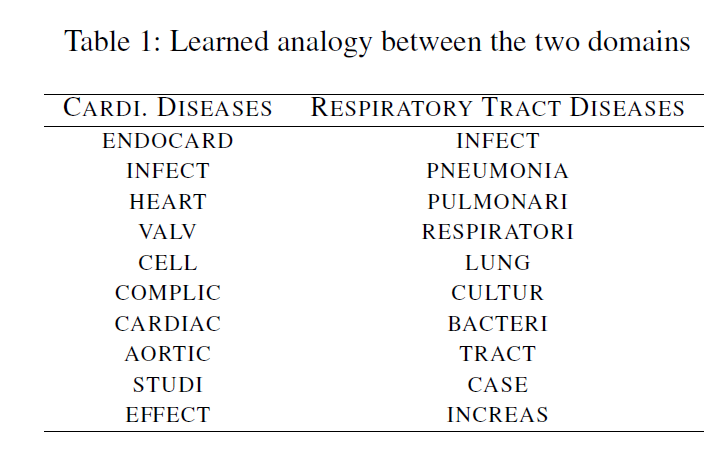 Table 1: Learned analogy between the two domains
CARDI. DISEASES RESPIRATORY TRACT DISEASES
ENDOCARD INFECT
INFECT PNEUMONIA
HEART PULMONARI
VALV RESPIRATORI
CELL LUNG
COMPLIC CULTUR
CARDIAC BACTERI
AORTIC TRACT
STUDI CASE
EFFECT INCREAS